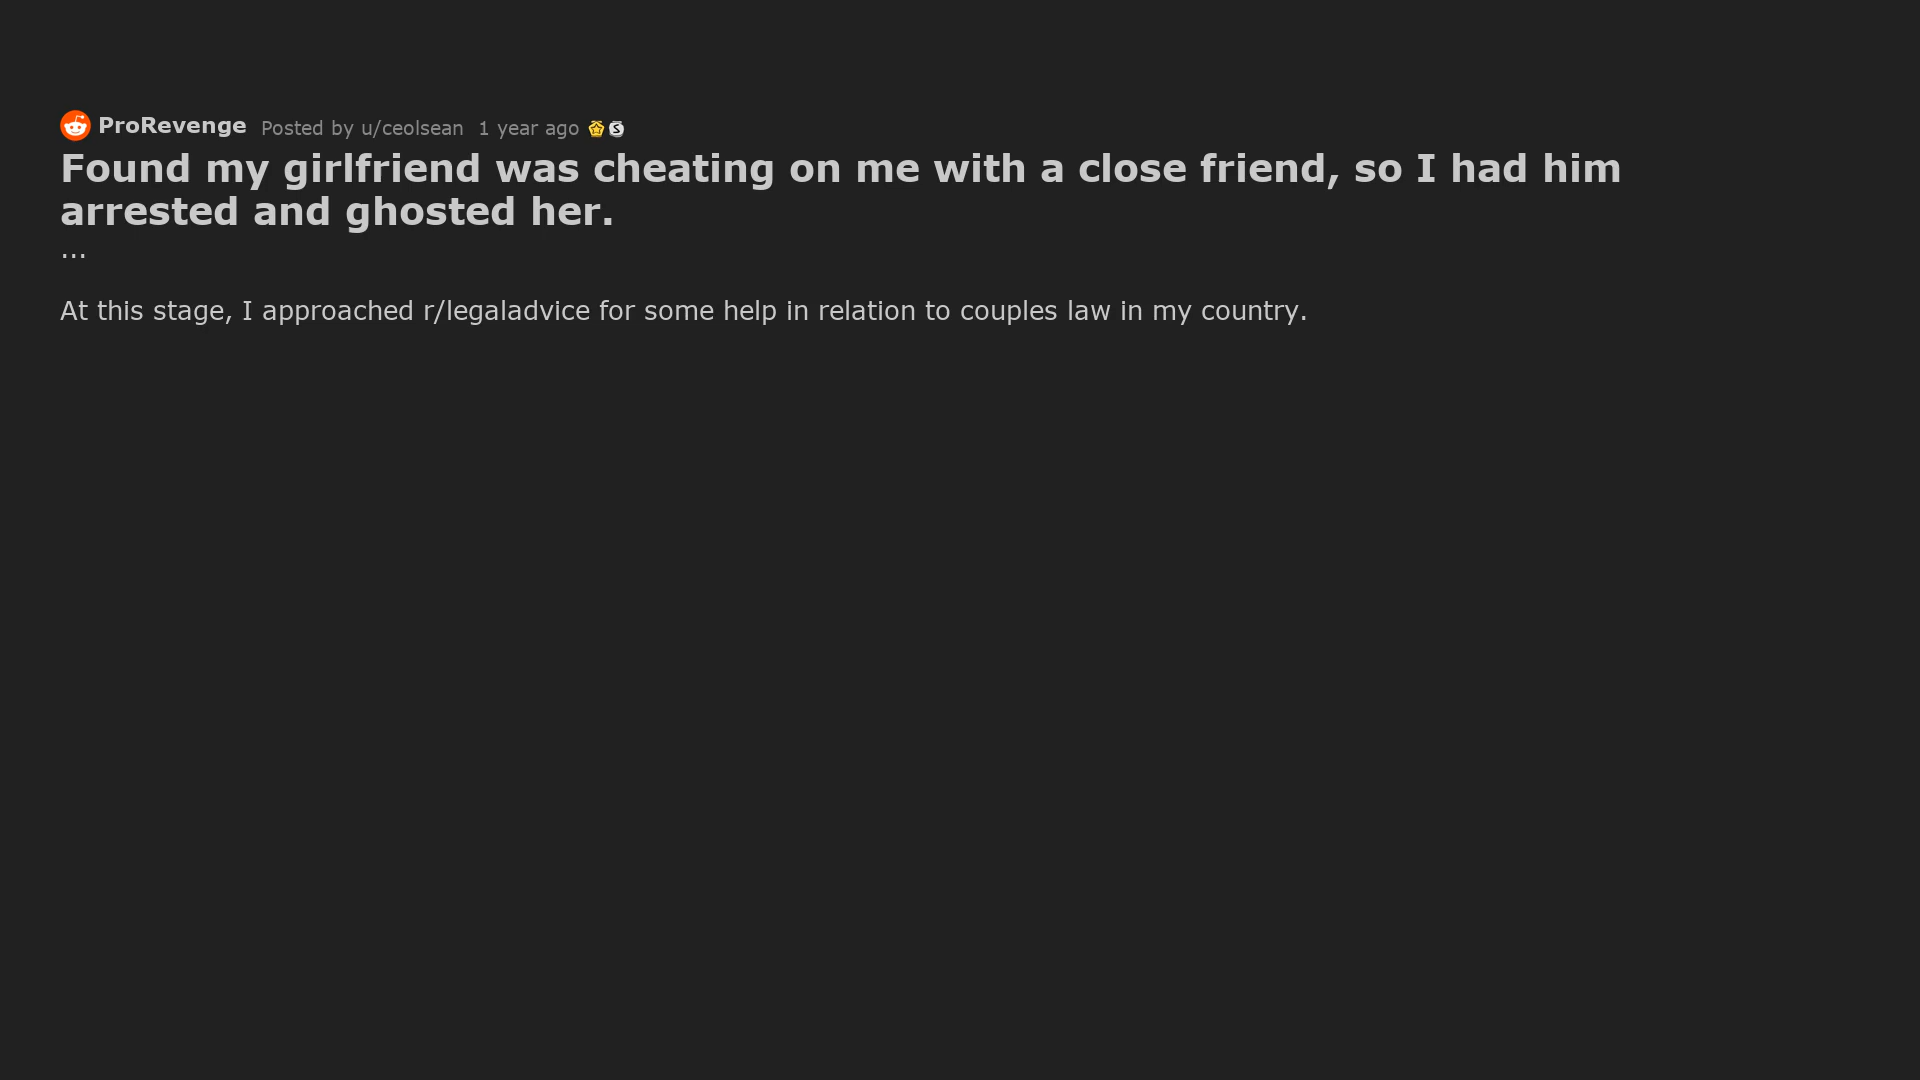 ProRevenge Posted by u/ceolsean 1 year ago
Found my girlfriend was cheating on me with a close friend, so I had him
arrested and ghosted her.
...
At this stage, I approached r/legaladvice for some help in relation to couples law in my country.